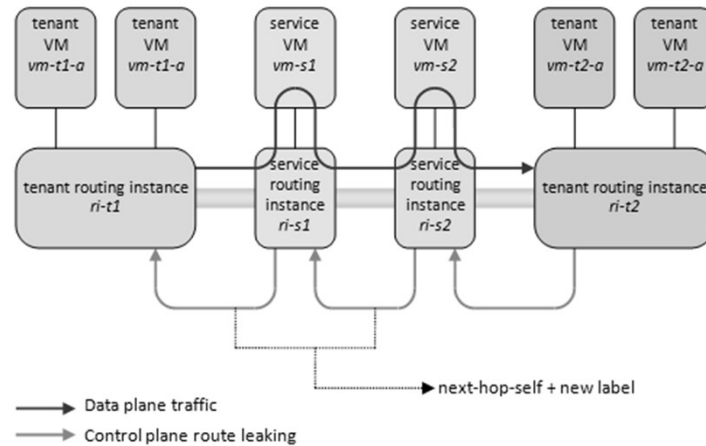 tenant
VM
vm-t1-a
tenant
VM
vm-t1-a
service
VM
vm-s1
service
VM
vm-s2
tenant
VM
vm-t2-a
tenant
VM
vm-t2-a
tenant routing instance
ri-t1
service
routing
instance
ri-s1
service
routing
instance
ri-s2
tenant routing instance
ri-t2
next-hop-self + new label
Data plane traffic
Control plane route leaking